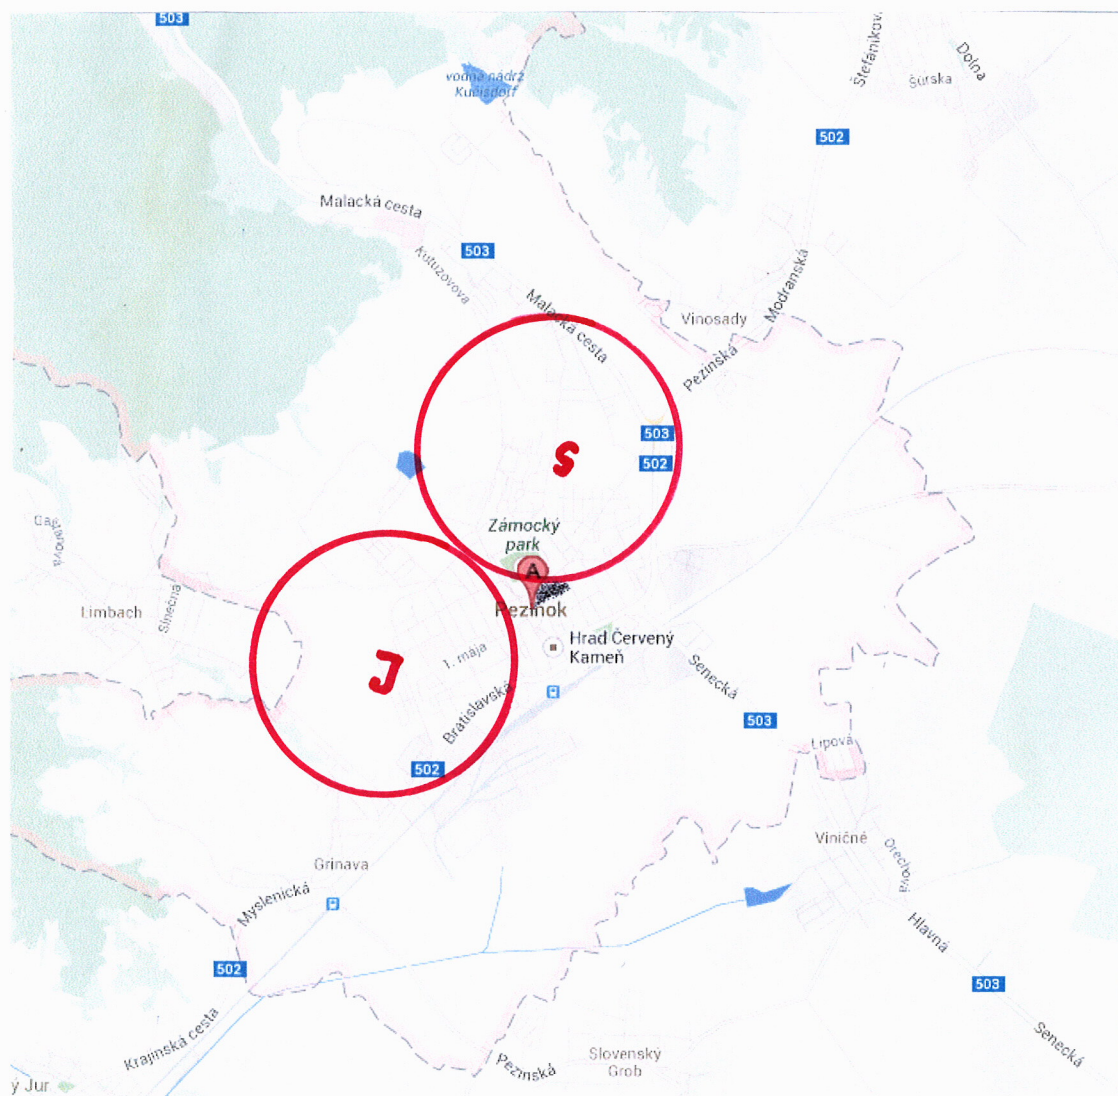 503
vodná nádrž
Kučišdorf
Štefánikov
Dolná
Šúrska
502
Malacká cesta
503
Kutuzovova
Modranská
Malacká cesta
Vinosady
Pezinská
503
S
502
Zámocký
park
Gaštanová
A
Slnečná
Limbach
Pezinok
Hrad Červený
Kameň
1. mája
J
Senecká
Bratislavská
503
Lipová
502
Viničné
Orechová
Grinava
Myslenická
Hlavná
502
503
Krajinská cesta
Senecká
Slovenský
Grob
Pezinská
ý Jur